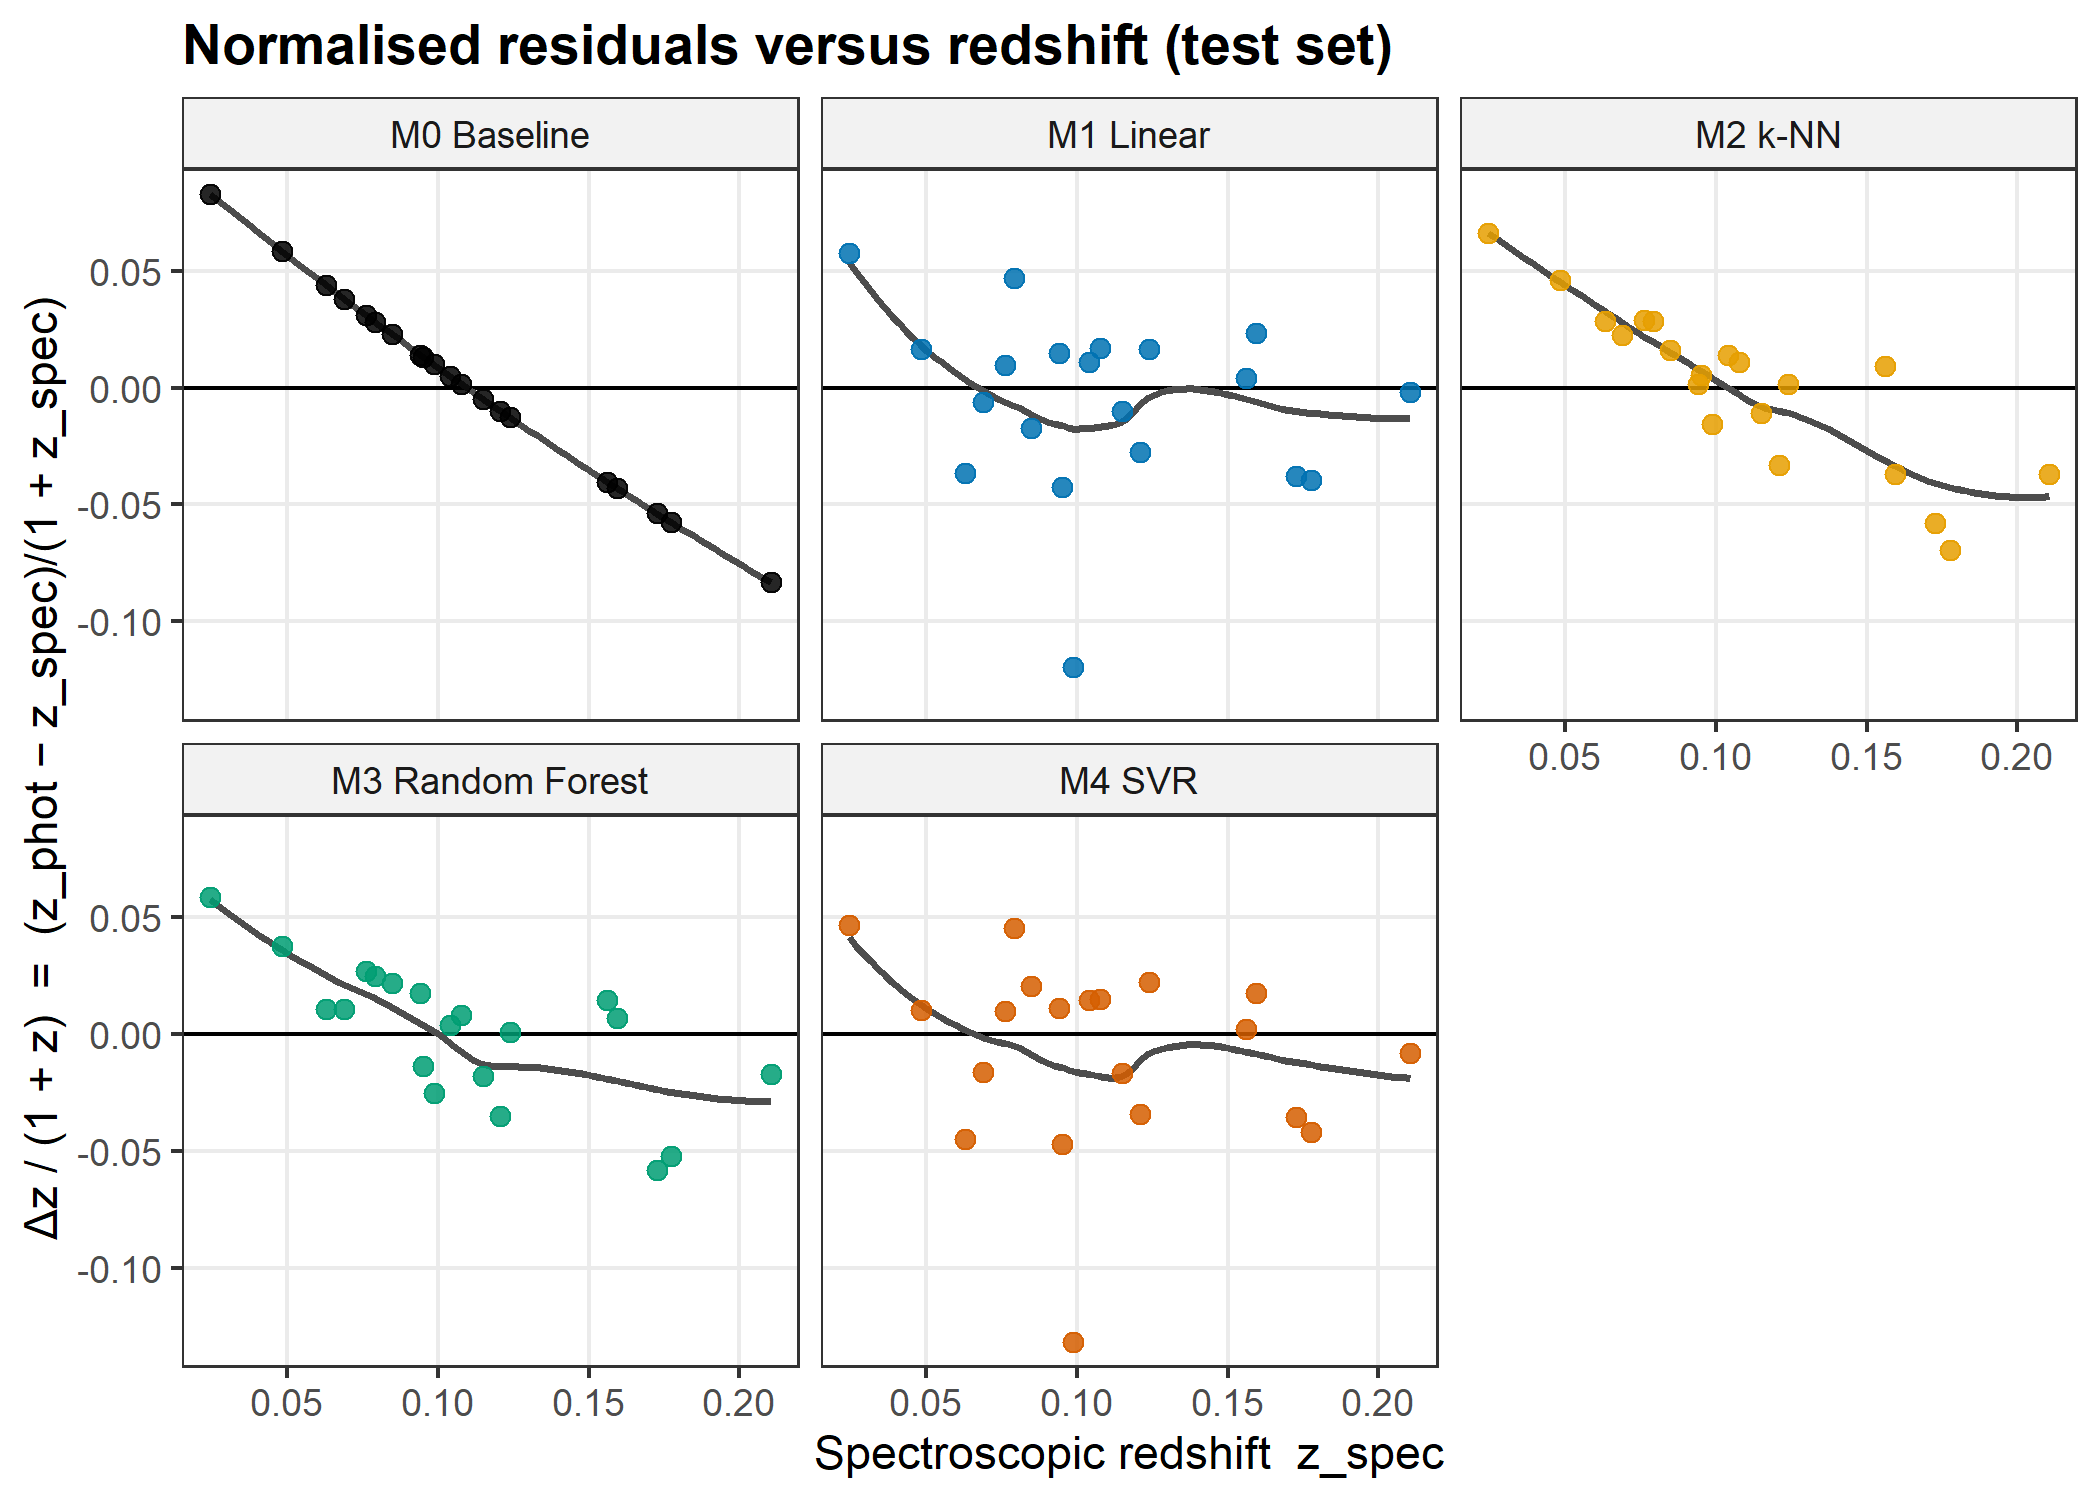 Normalised residuals versus redshift (test set)
M0 Baseline
M1 Linear
M2 k-NN
0.05
0.00
-0.05
-0.10
0.05 0.10 0.15 0.20
M3 Random Forest
M4 SVR
0.05
0.00
-0.05
-0.10
0.05 0.10 0.15 0.20
0.05 0.10 0.15 0.20
Spectroscopic redshift z_spec
Δz / (1 + z) = (z_phot − z_spec)/(1 + z_spec)